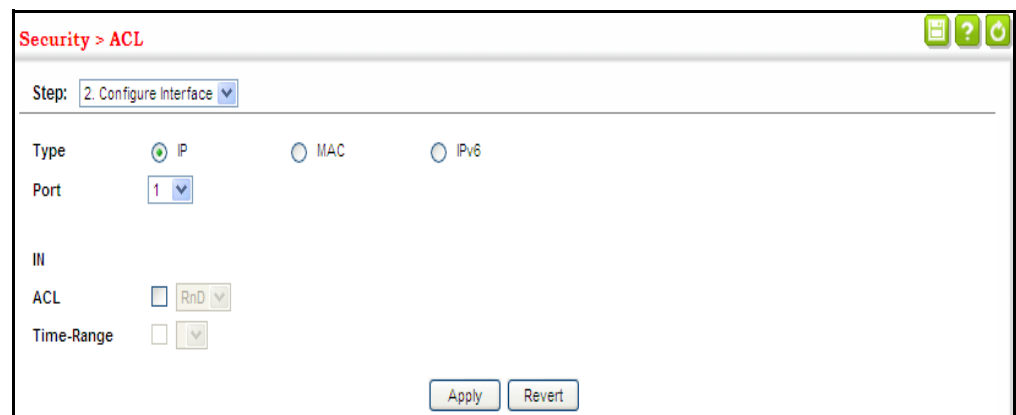 Security > ACL
?
Step: 2. Configure Interface
Type IP MAC IPv6
Port 1
IN
ACL RnD
Time-Range
Apply Revert